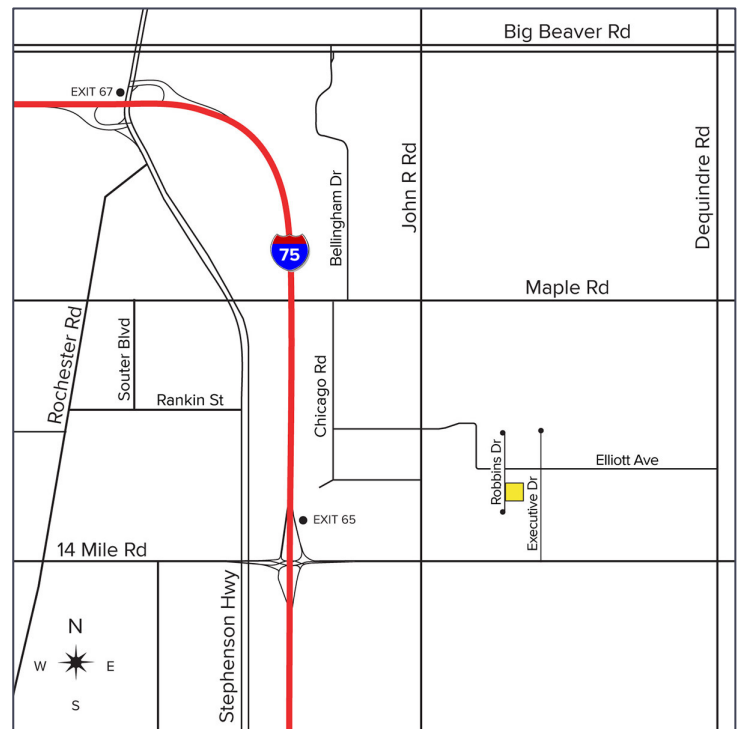 Big Beaver Rd
EXIT 67
John R Rd
Dequindre Rd
Bellingham Dr
75
Maple Rd
Rochester Rd
Souter Blvd
Chicago Rd
Rankin St
Robbins Dr
Elliott Ave
Executive Dr
EXIT 65
14 Mile Rd
Stephenson Hwy
N
W
E
S